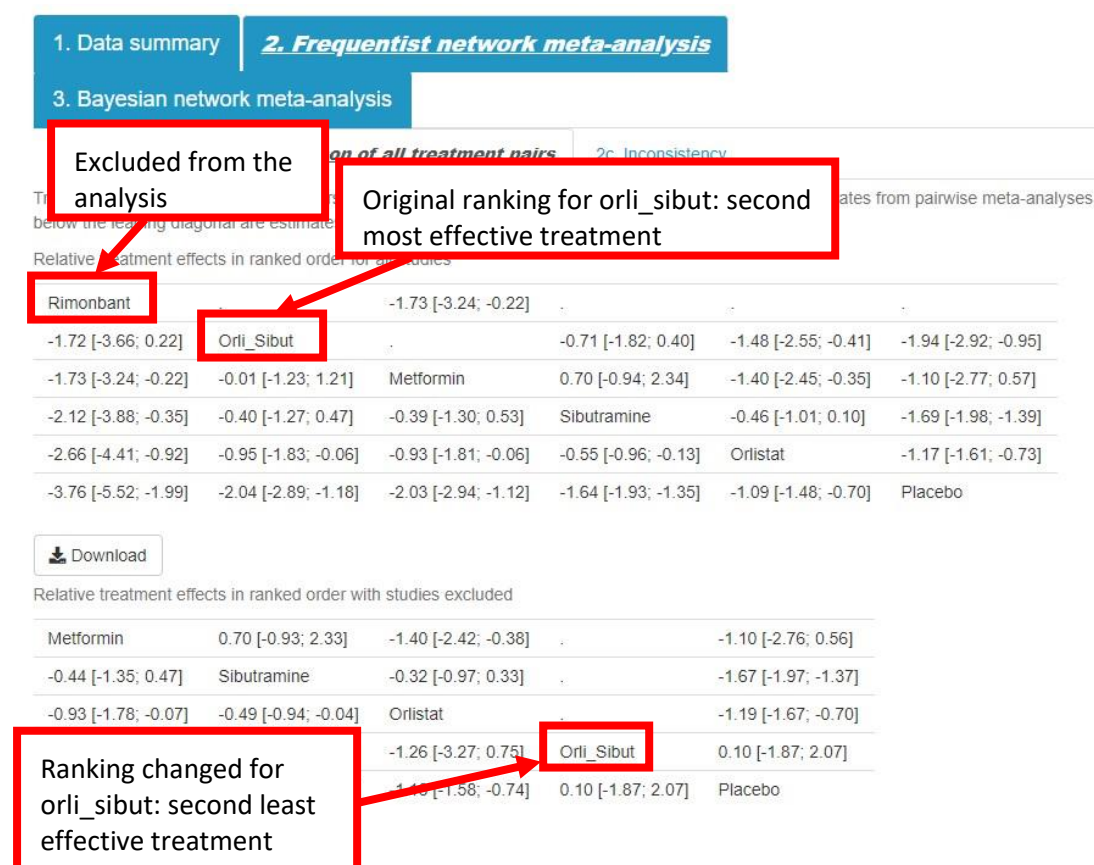 1. Data summary 2. Frequentist network meta-analysis
3. Bayesian network meta-analysis
on of all treatment pairs 2c. Inconsistency
Excluded from the
analysis
Original ranking for orli_sibut: second
most effective treatment
ates from pairwise meta-analyses
below the leading diagonal are estimate
Relative treatment effects in ranked order for all studies
Rimonbant . -1.73 [-3.24; -0.22] . . .
-1.72 [-3.66; 0.22] Orli_Sibut . -0.71 [-1.82; 0.40] -1.48 [-2.55; -0.41] -1.94 [-2.92; -0.95]
-1.73 [-3.24; -0.22] -0.01 [-1.23; 1.21] Metformin 0.70 [-0.94; 2.34] -1.40 [-2.45; -0.35] -1.10 [-2.77; 0.57]
-2.12 [-3.88; -0.35] -0.40 [-1.27; 0.47] -0.39 [-1.30; 0.53] Sibutramine -0.46 [-1.01; 0.10] -1.69 [-1.98; -1.39]
-2.66 [-4.41; -0.92] -0.95 [-1.83; -0.06] -0.93 [-1.81; -0.06] -0.55 [-0.96; -0.13] Orlistat -1.17 [-1.61; -0.73]
-3.76 [-5.52; -1.99] -2.04 [-2.89; -1.18] -2.03 [-2.94; -1.12] -1.64 [-1.93; -1.35] -1.09 [-1.48; -0.70] Placebo
Download
Relative treatment effects in ranked order with studies excluded
Metformin 0.70 [-0.93; 2.33] -1.40 [-2.42; -0.38] . -1.10 [-2.76; 0.56]
-0.44 [-1.35; 0.47] Sibutramine -0.32 [-0.97; 0.33] . -1.67 [-1.97; -1.37]
-0.93 [-1.78; -0.07] -0.49 [-0.94; -0.04] Orlistat . -1.19 [-1.67; -0.70]
-1.26 [-3.27; 0.75] Orli_Sibut 0.10 [-1.87; 2.07]
-1.58; -0.74] 0.10 [-1.87; 2.07] Placebo
Ranking changed for
orli_sibut: second least
effective treatment